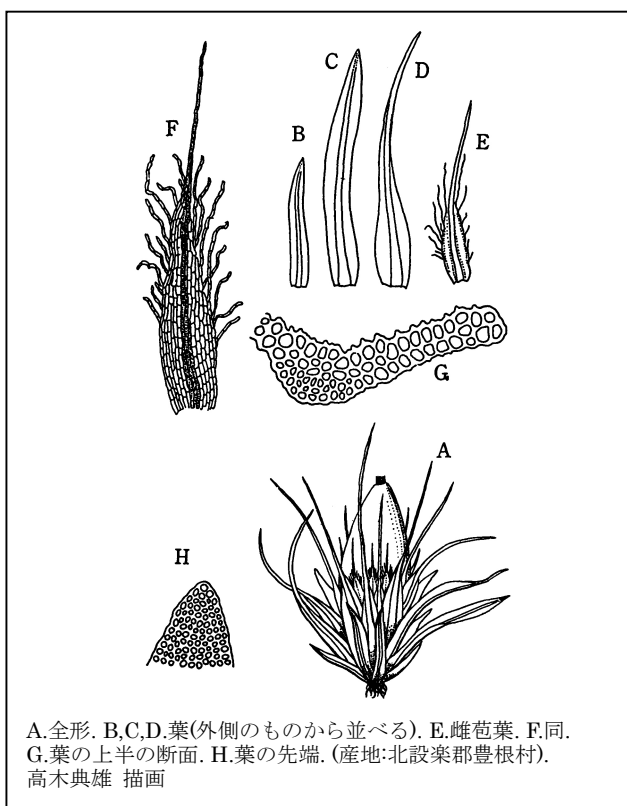 C
D
B
F
E
G
A
H
A.全形. B,C,D.葉(外側のものから並べる). E.雌苞葉. F.同.
G.葉の上半の断面. H.葉の先端. (産地:北設楽郡豊根村).
高木典雄 描画